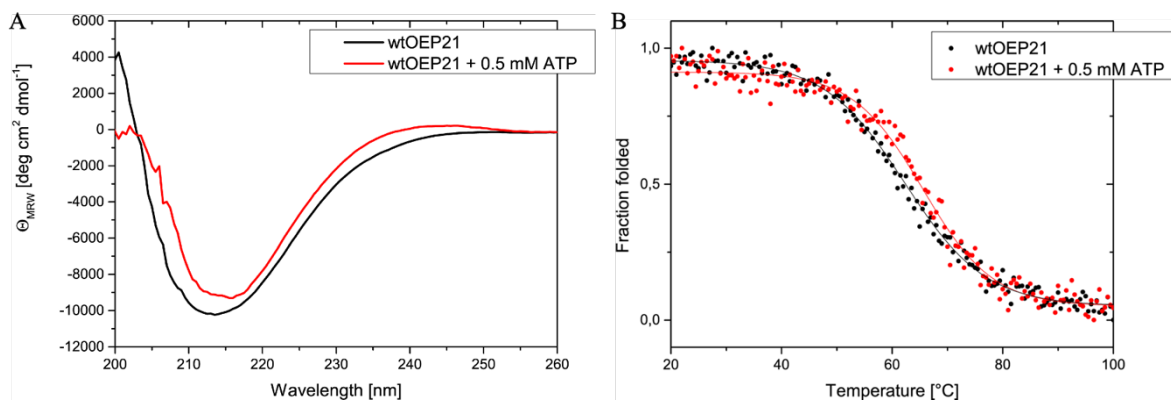 A
wtOEP21
wtOEP21 + 0.5 mM ATP
4000
2000
0
-2000
-4000
-6000
-8000
-10000
-12000
Θ_MRW [deg cm² dmol⁻¹]
200 210 220 230 240 250 260
Wavelength [nm]
B
wtOEP21
wtOEP21 + 0.5 mM ATP
1,0
0,5
0,0
Fraction folded
20 40 60 80 100
Temperature [°C]